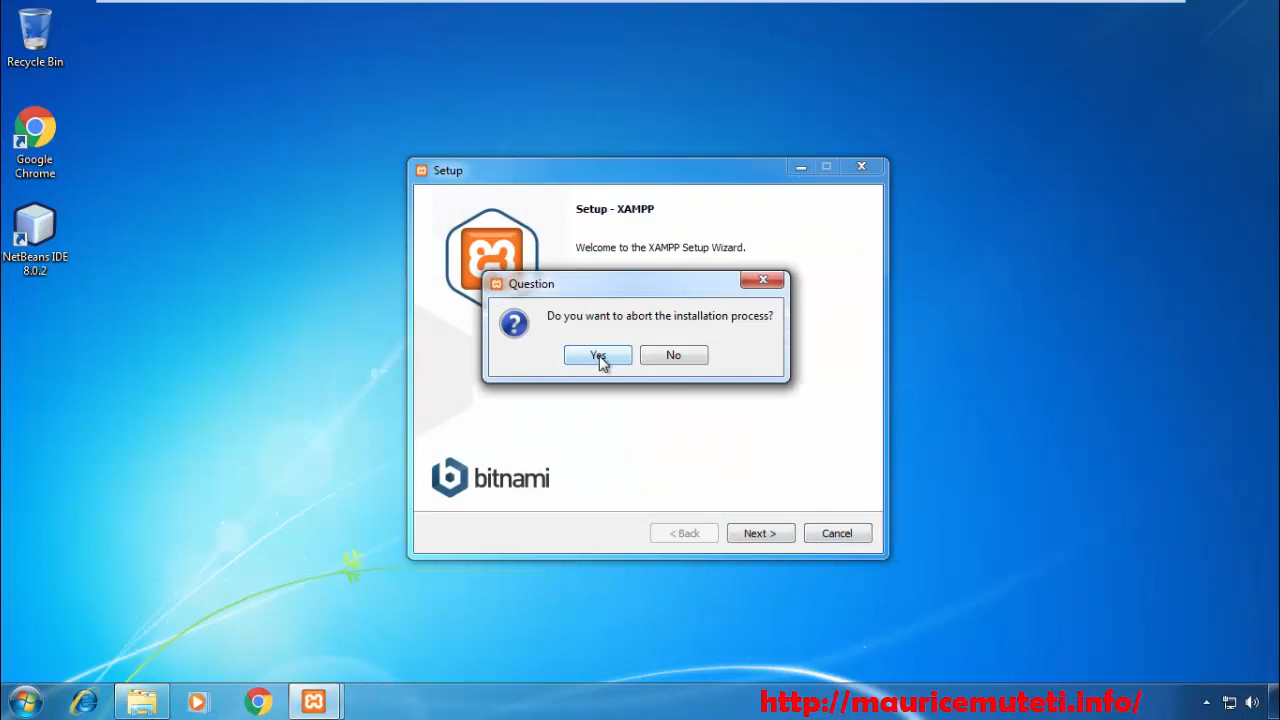 Recycle Bin
Google
Chrome
NetBeans IDE
8.0.2
Setup
Setup - XAMPP
Welcome to the XAMPP Setup Wizard.
Question
Do you want to abort the installation process?
Yes
No
bitnami
< Back
Next >
Cancel
http://mauricemuteti.info/